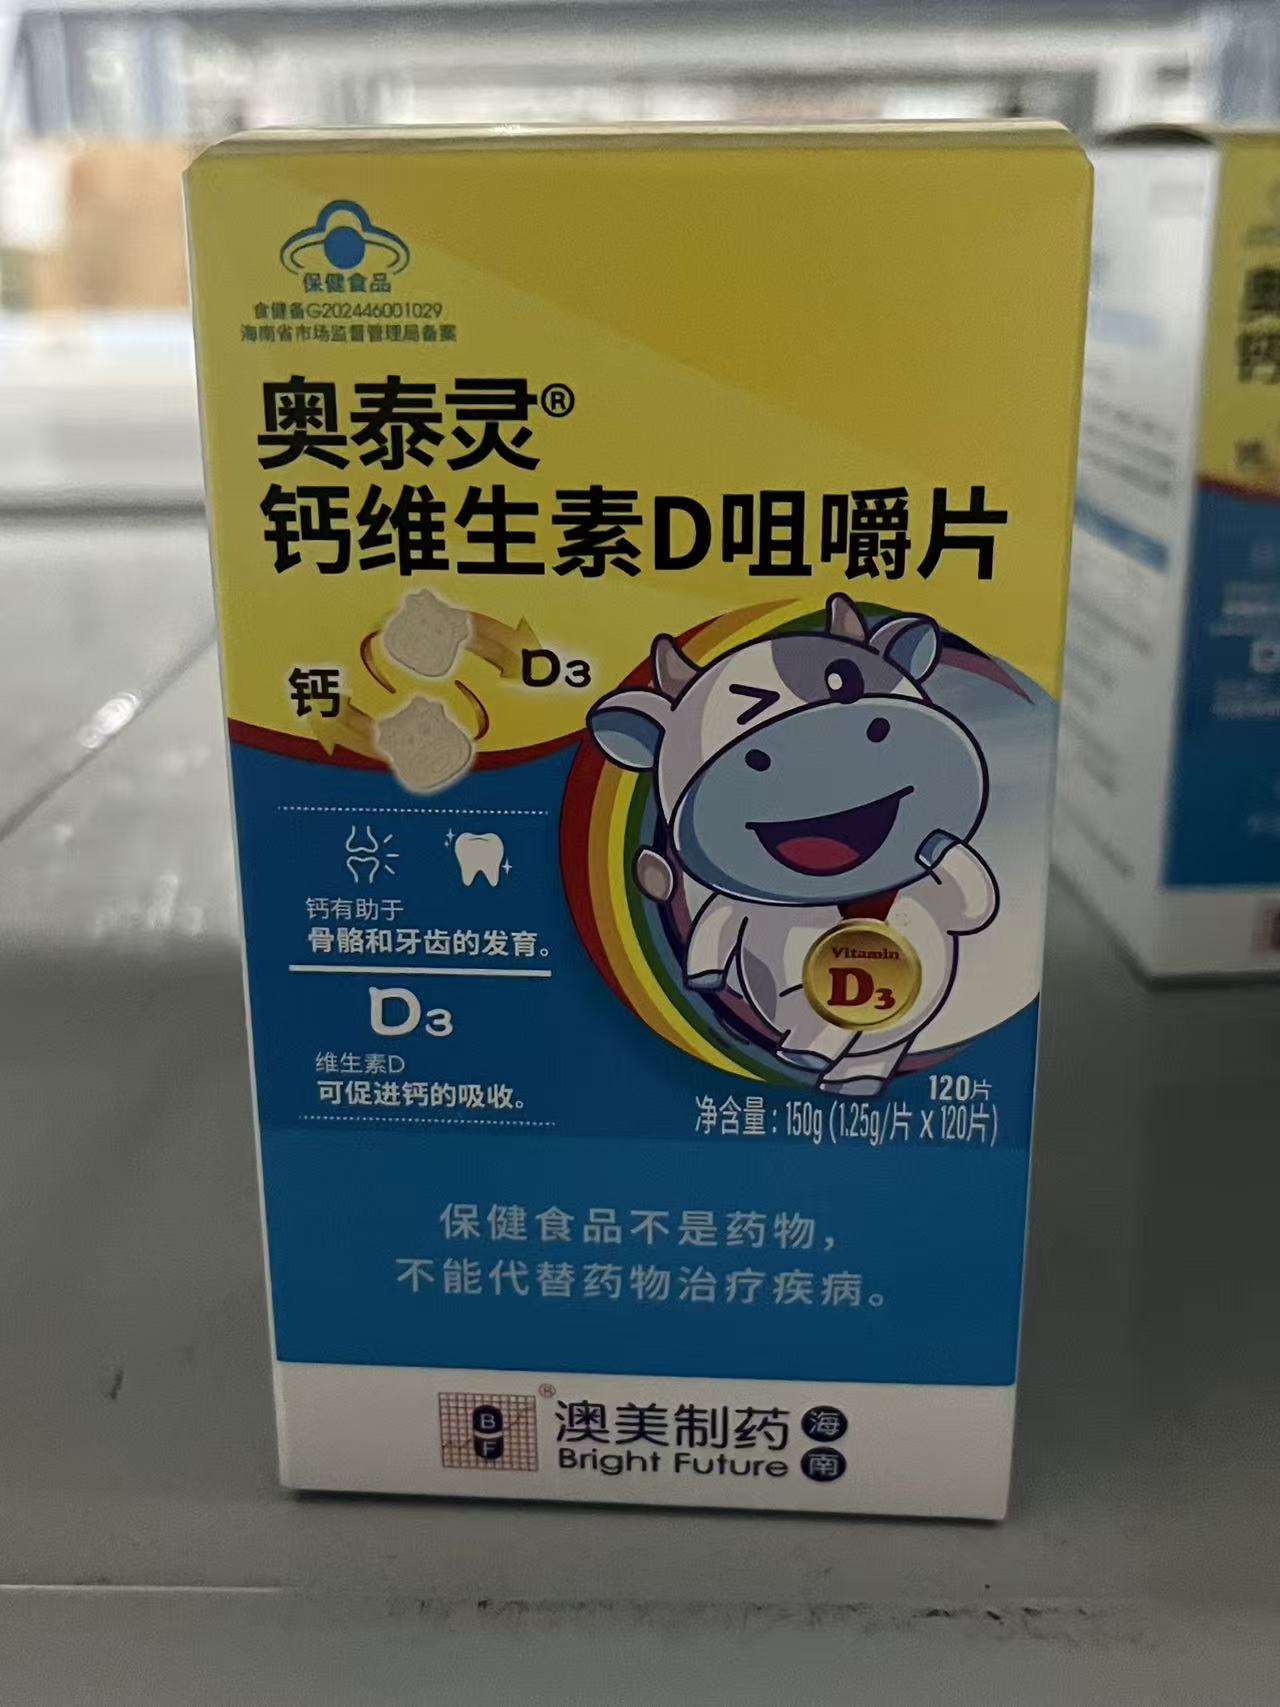 保健食品
食健备G202446001029
海南省市场监督管理局备案
奥泰灵®
钙维生素D咀嚼片
钙
D3
钙有助于
骨骼和牙齿的发育。
D3
维生素D
可促进钙的吸收。
Vitamin
D3
120片
净含量：150g (1.25g/片 x 120片)
保健食品不是药物，
不能代替药物治疗疾病。
B
F
®
澳美制药
Bright Future
海
南
奥
钙